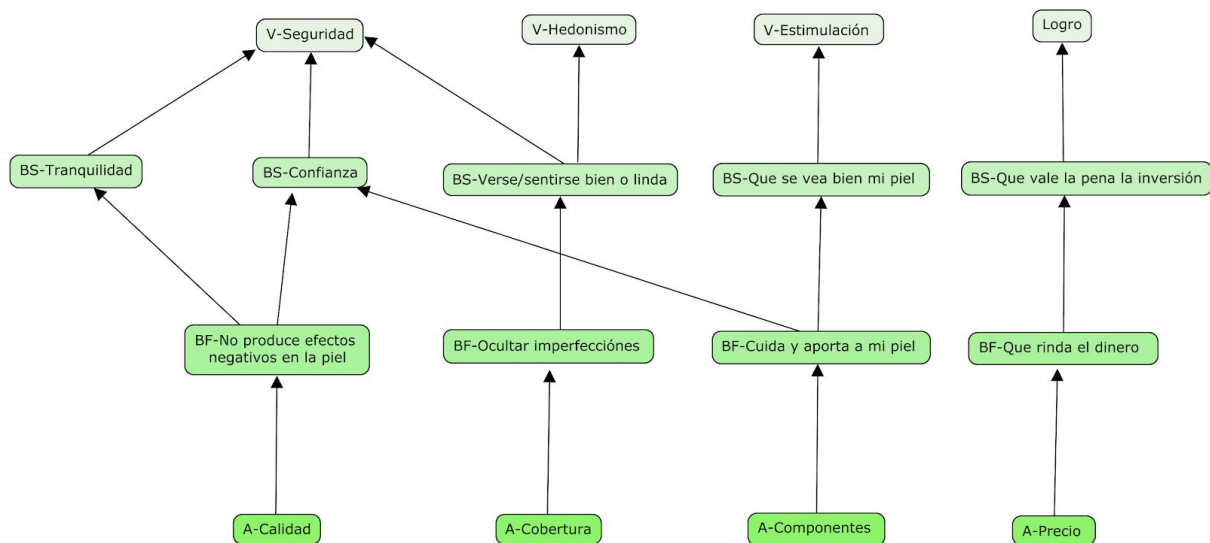 V-Seguridad
V-Hedonismo
V-Estimulación
Logro
BS-Tranquilidad
BS-Confianza
BS-Verse/sentirse bien o linda
BS-Que se vea bien mi piel
BS-Que vale la pena la inversión
BF-No produce efectos
negativos en la piel
BF-Ocultar imperfecciónes
BF-Cuida y aporta a mi piel
BF-Que rinda el dinero
A-Calidad
A-Cobertura
A-Componentes
A-Precio